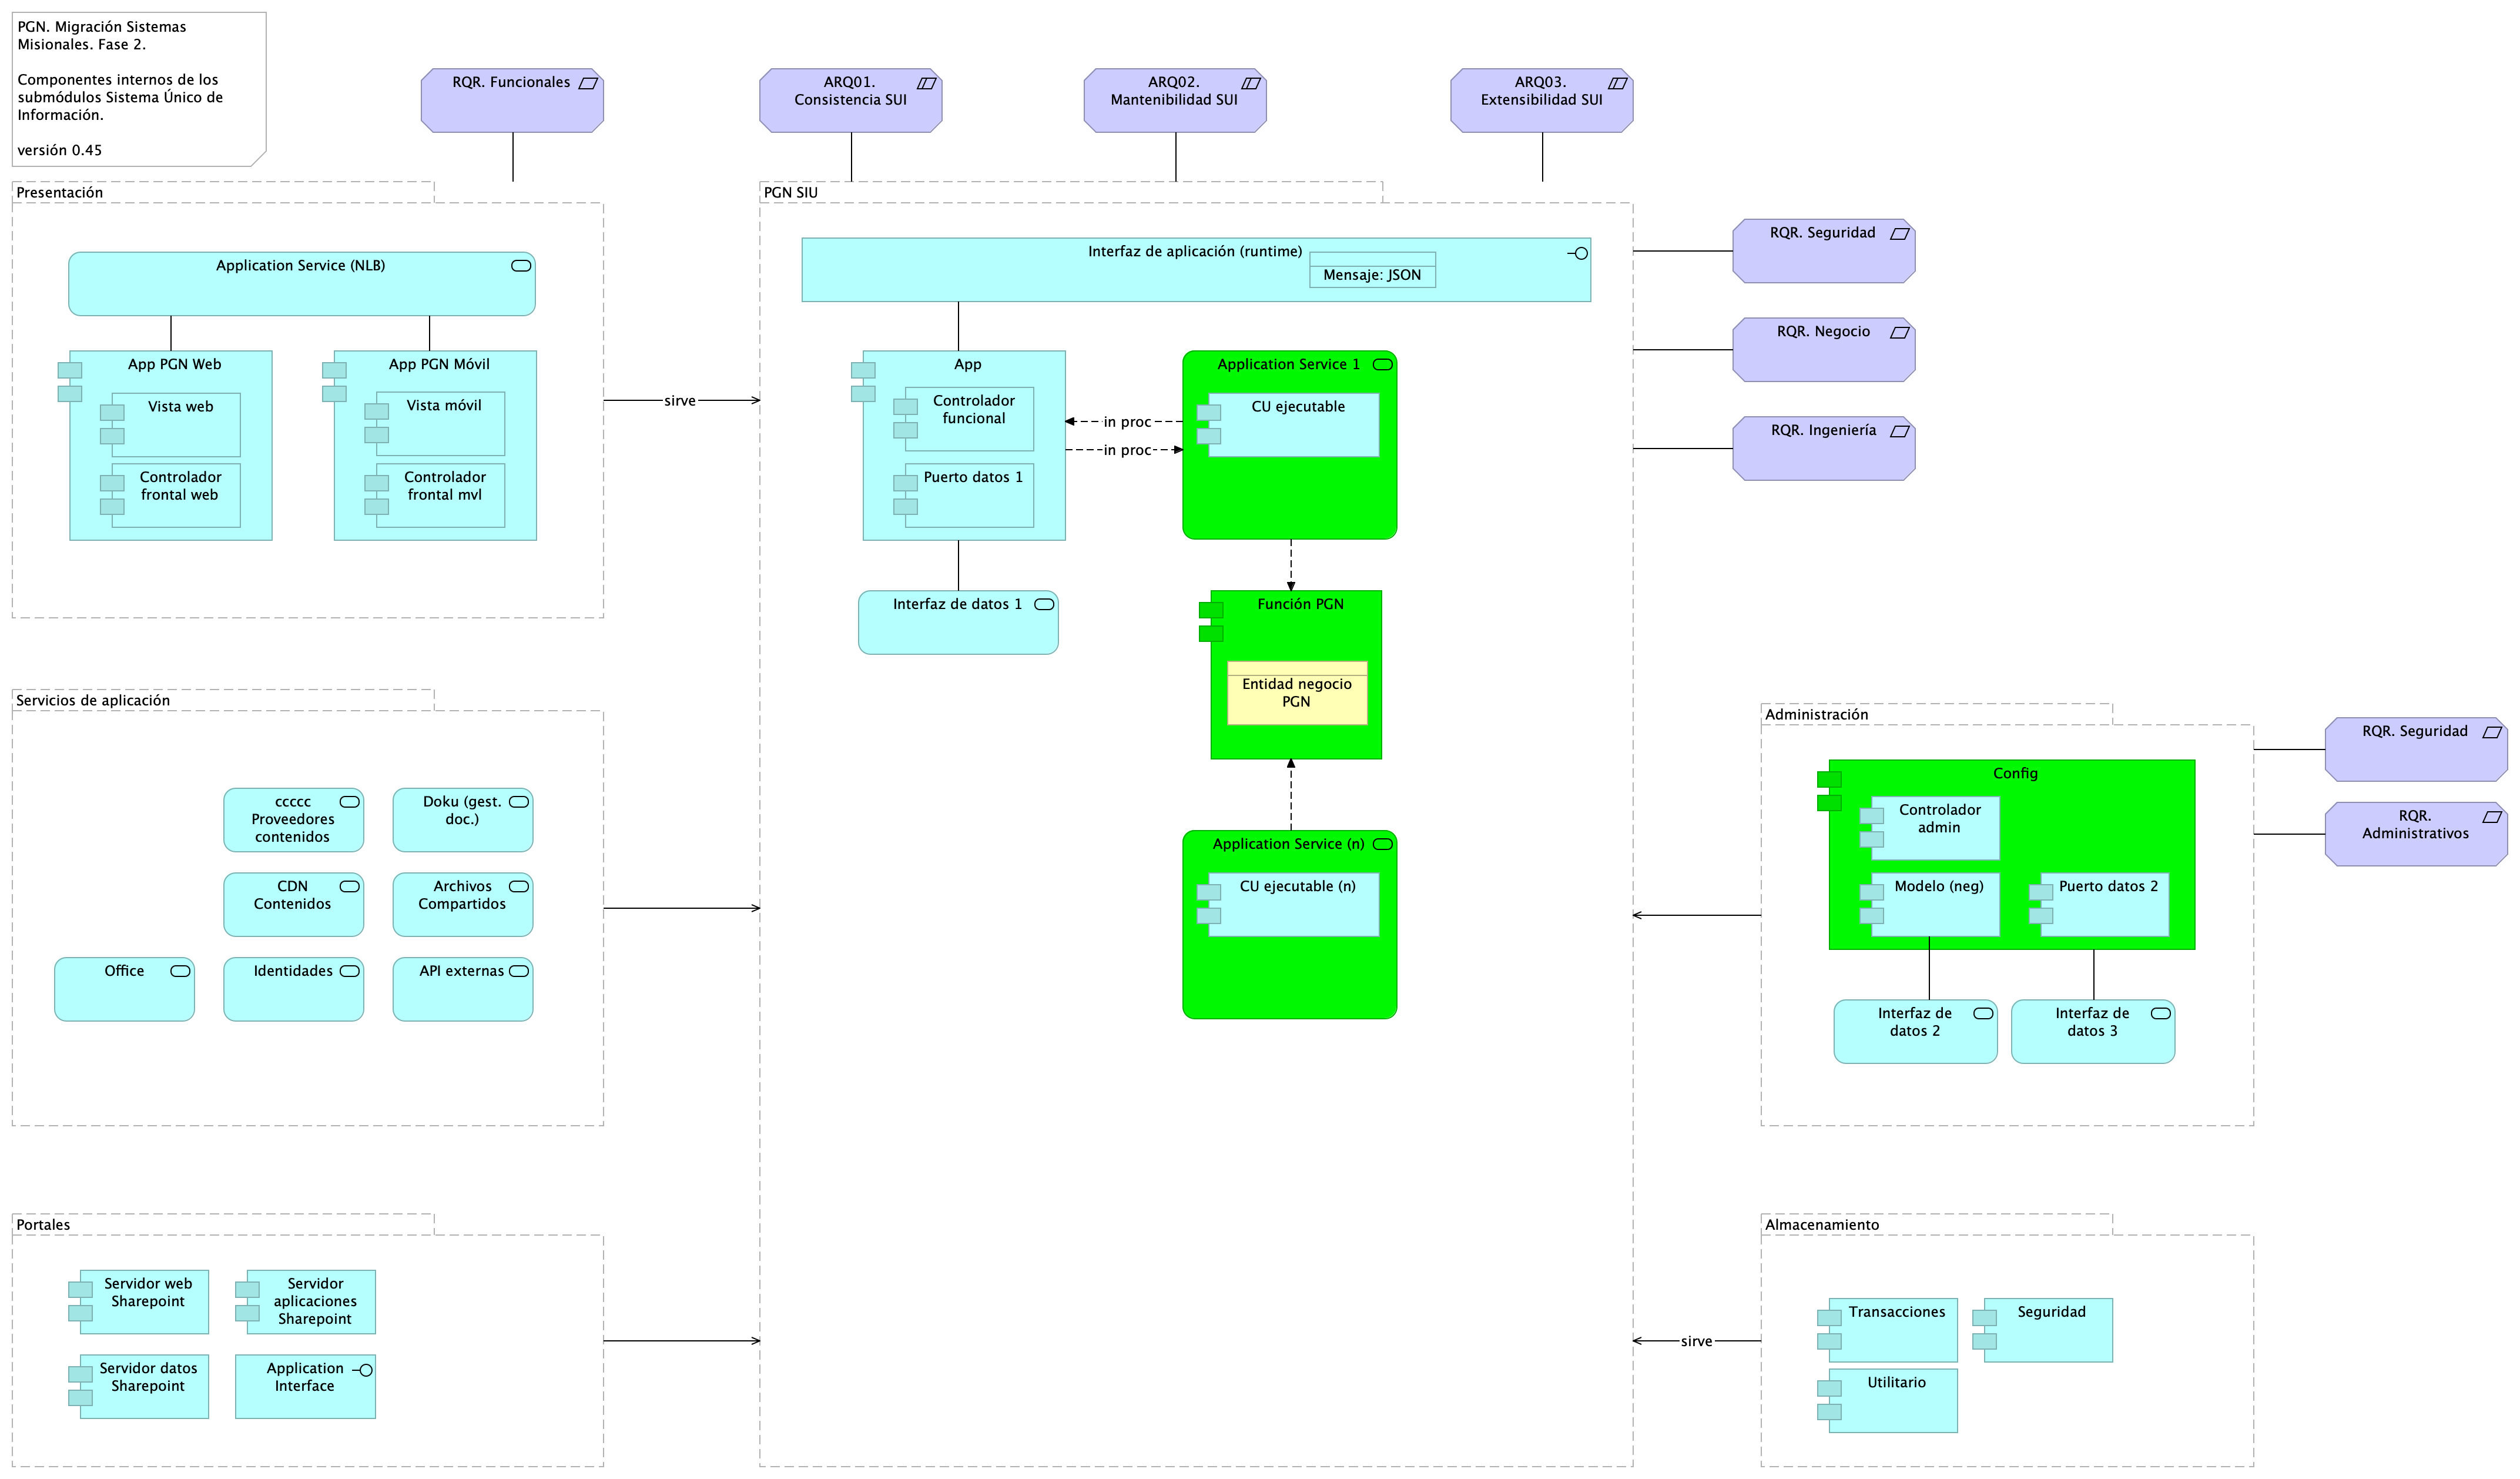 PGN. Migración Sistemas
Misionales. Fase 2.
Componentes internos de los
submódulos Sistema Único de
Información.
versión 0.45
RQR. Funcionales
ARQ01.
Consistencia SUI
ARQ02.
Mantenibilidad SUI
ARQ03.
Extensibilidad SUI
Presentación
Application Service (NLB)
App PGN Web
Vista web
Controlador
frontal web
App PGN Móvil
Vista móvil
Controlador
frontal mvl
sirve
PGN SIU
Interfaz de aplicación (runtime)
Mensaje: JSON
App
Controlador
funcional
Puerto datos 1
in proc
in proc
Application Service 1
CU ejecutable
Interfaz de datos 1
Función PGN
Entidad negocio
PGN
Application Service (n)
CU ejecutable (n)
RQR. Seguridad
RQR. Negocio
RQR. Ingeniería
Servicios de aplicación
ccccc
Proveedores
contenidos
Doku (gest.
doc.)
CDN
Contenidos
Archivos
Compartidos
Office
Identidades
API externas
Administración
Config
Controlador
admin
Modelo (neg)
Puerto datos 2
Interfaz de
datos 2
Interfaz de
datos 3
RQR. Seguridad
RQR.
Administrativos
Portales
Servidor web
Sharepoint
Servidor
aplicaciones
Sharepoint
Servidor datos
Sharepoint
Application
Interface
sirve
Almacenamiento
Transacciones
Seguridad
Utilitario